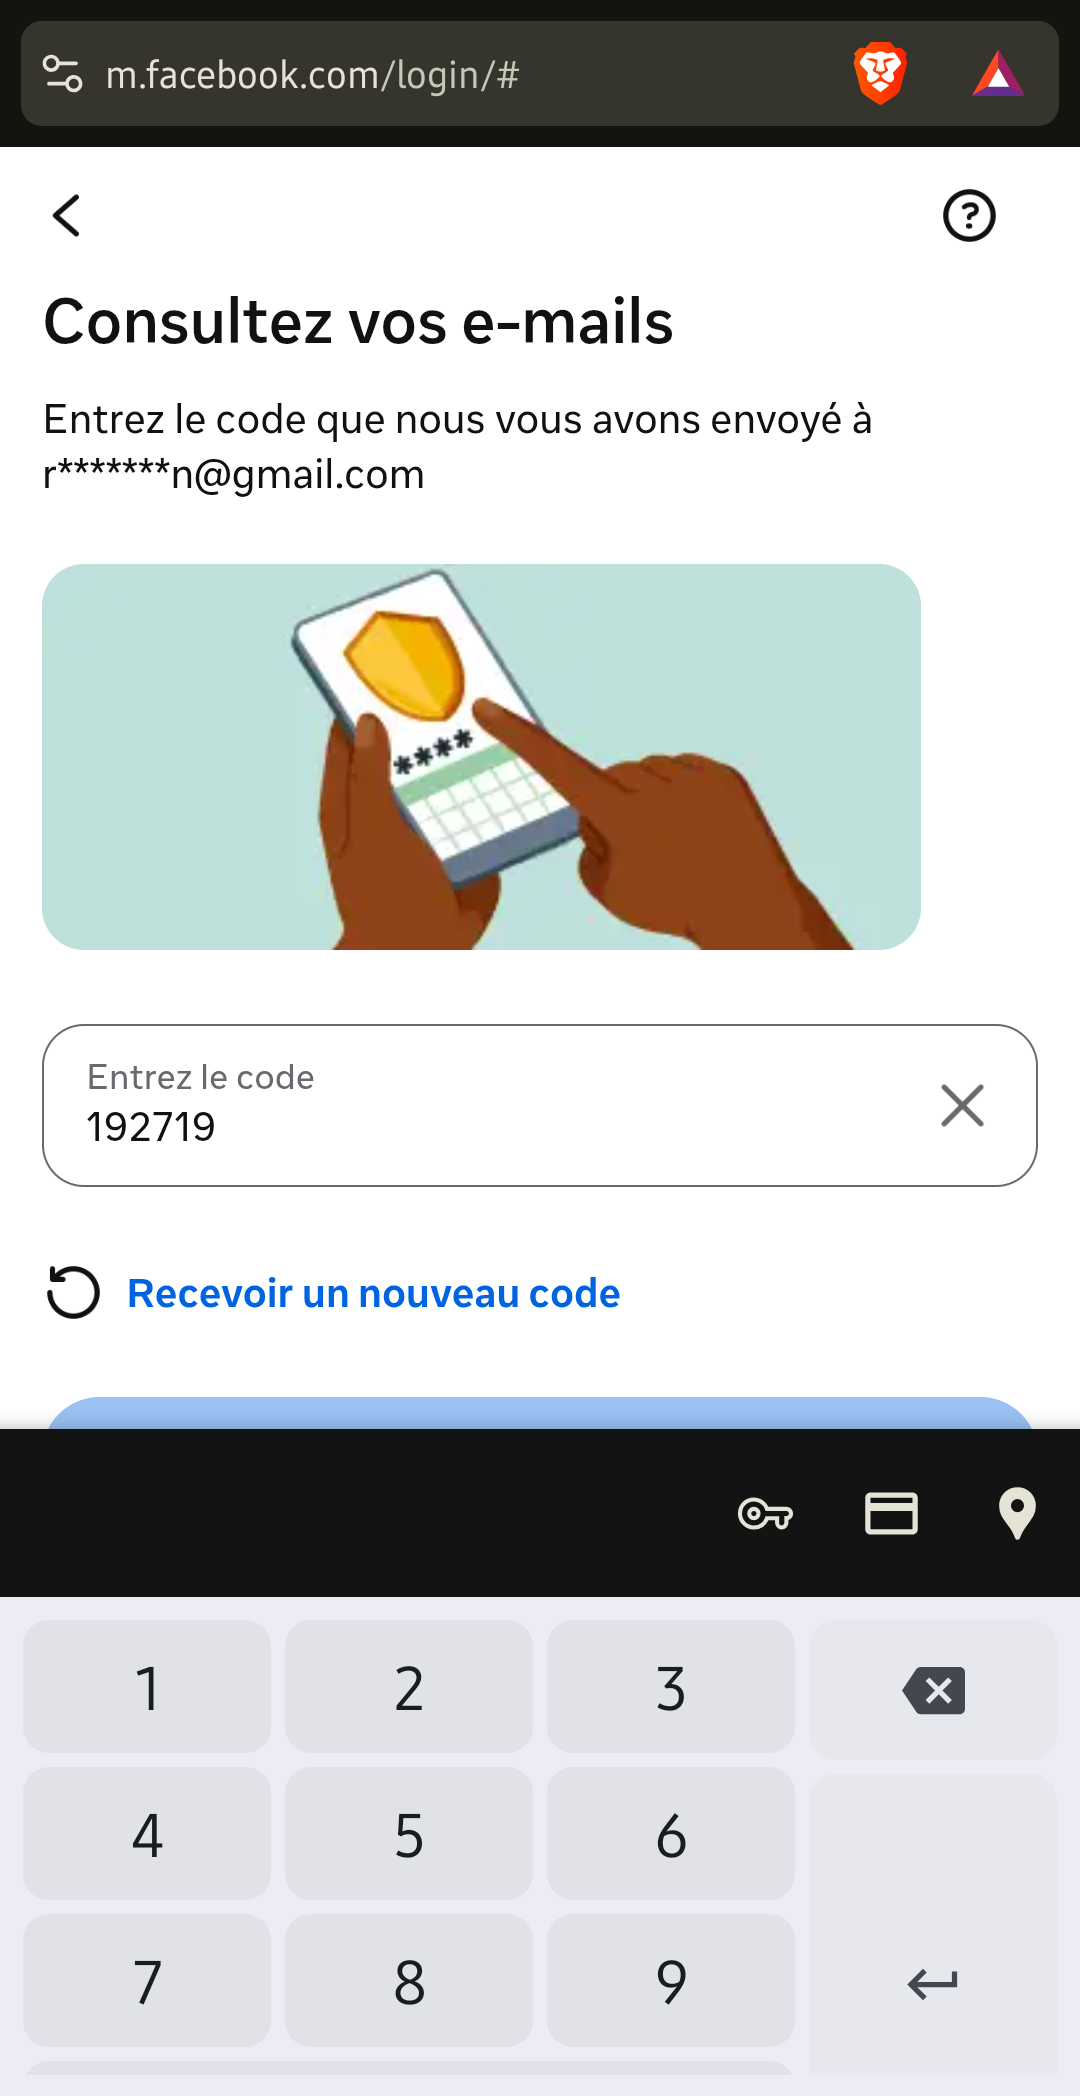 m.facebook.com/login/#
Consultez vos e-mails
Entrez le code que nous vous avons envoyé à
r*******n@gmail.com
****
Entrez le code
192719
Recevoir un nouveau code
1 2 3
4 5 6
7 8 9